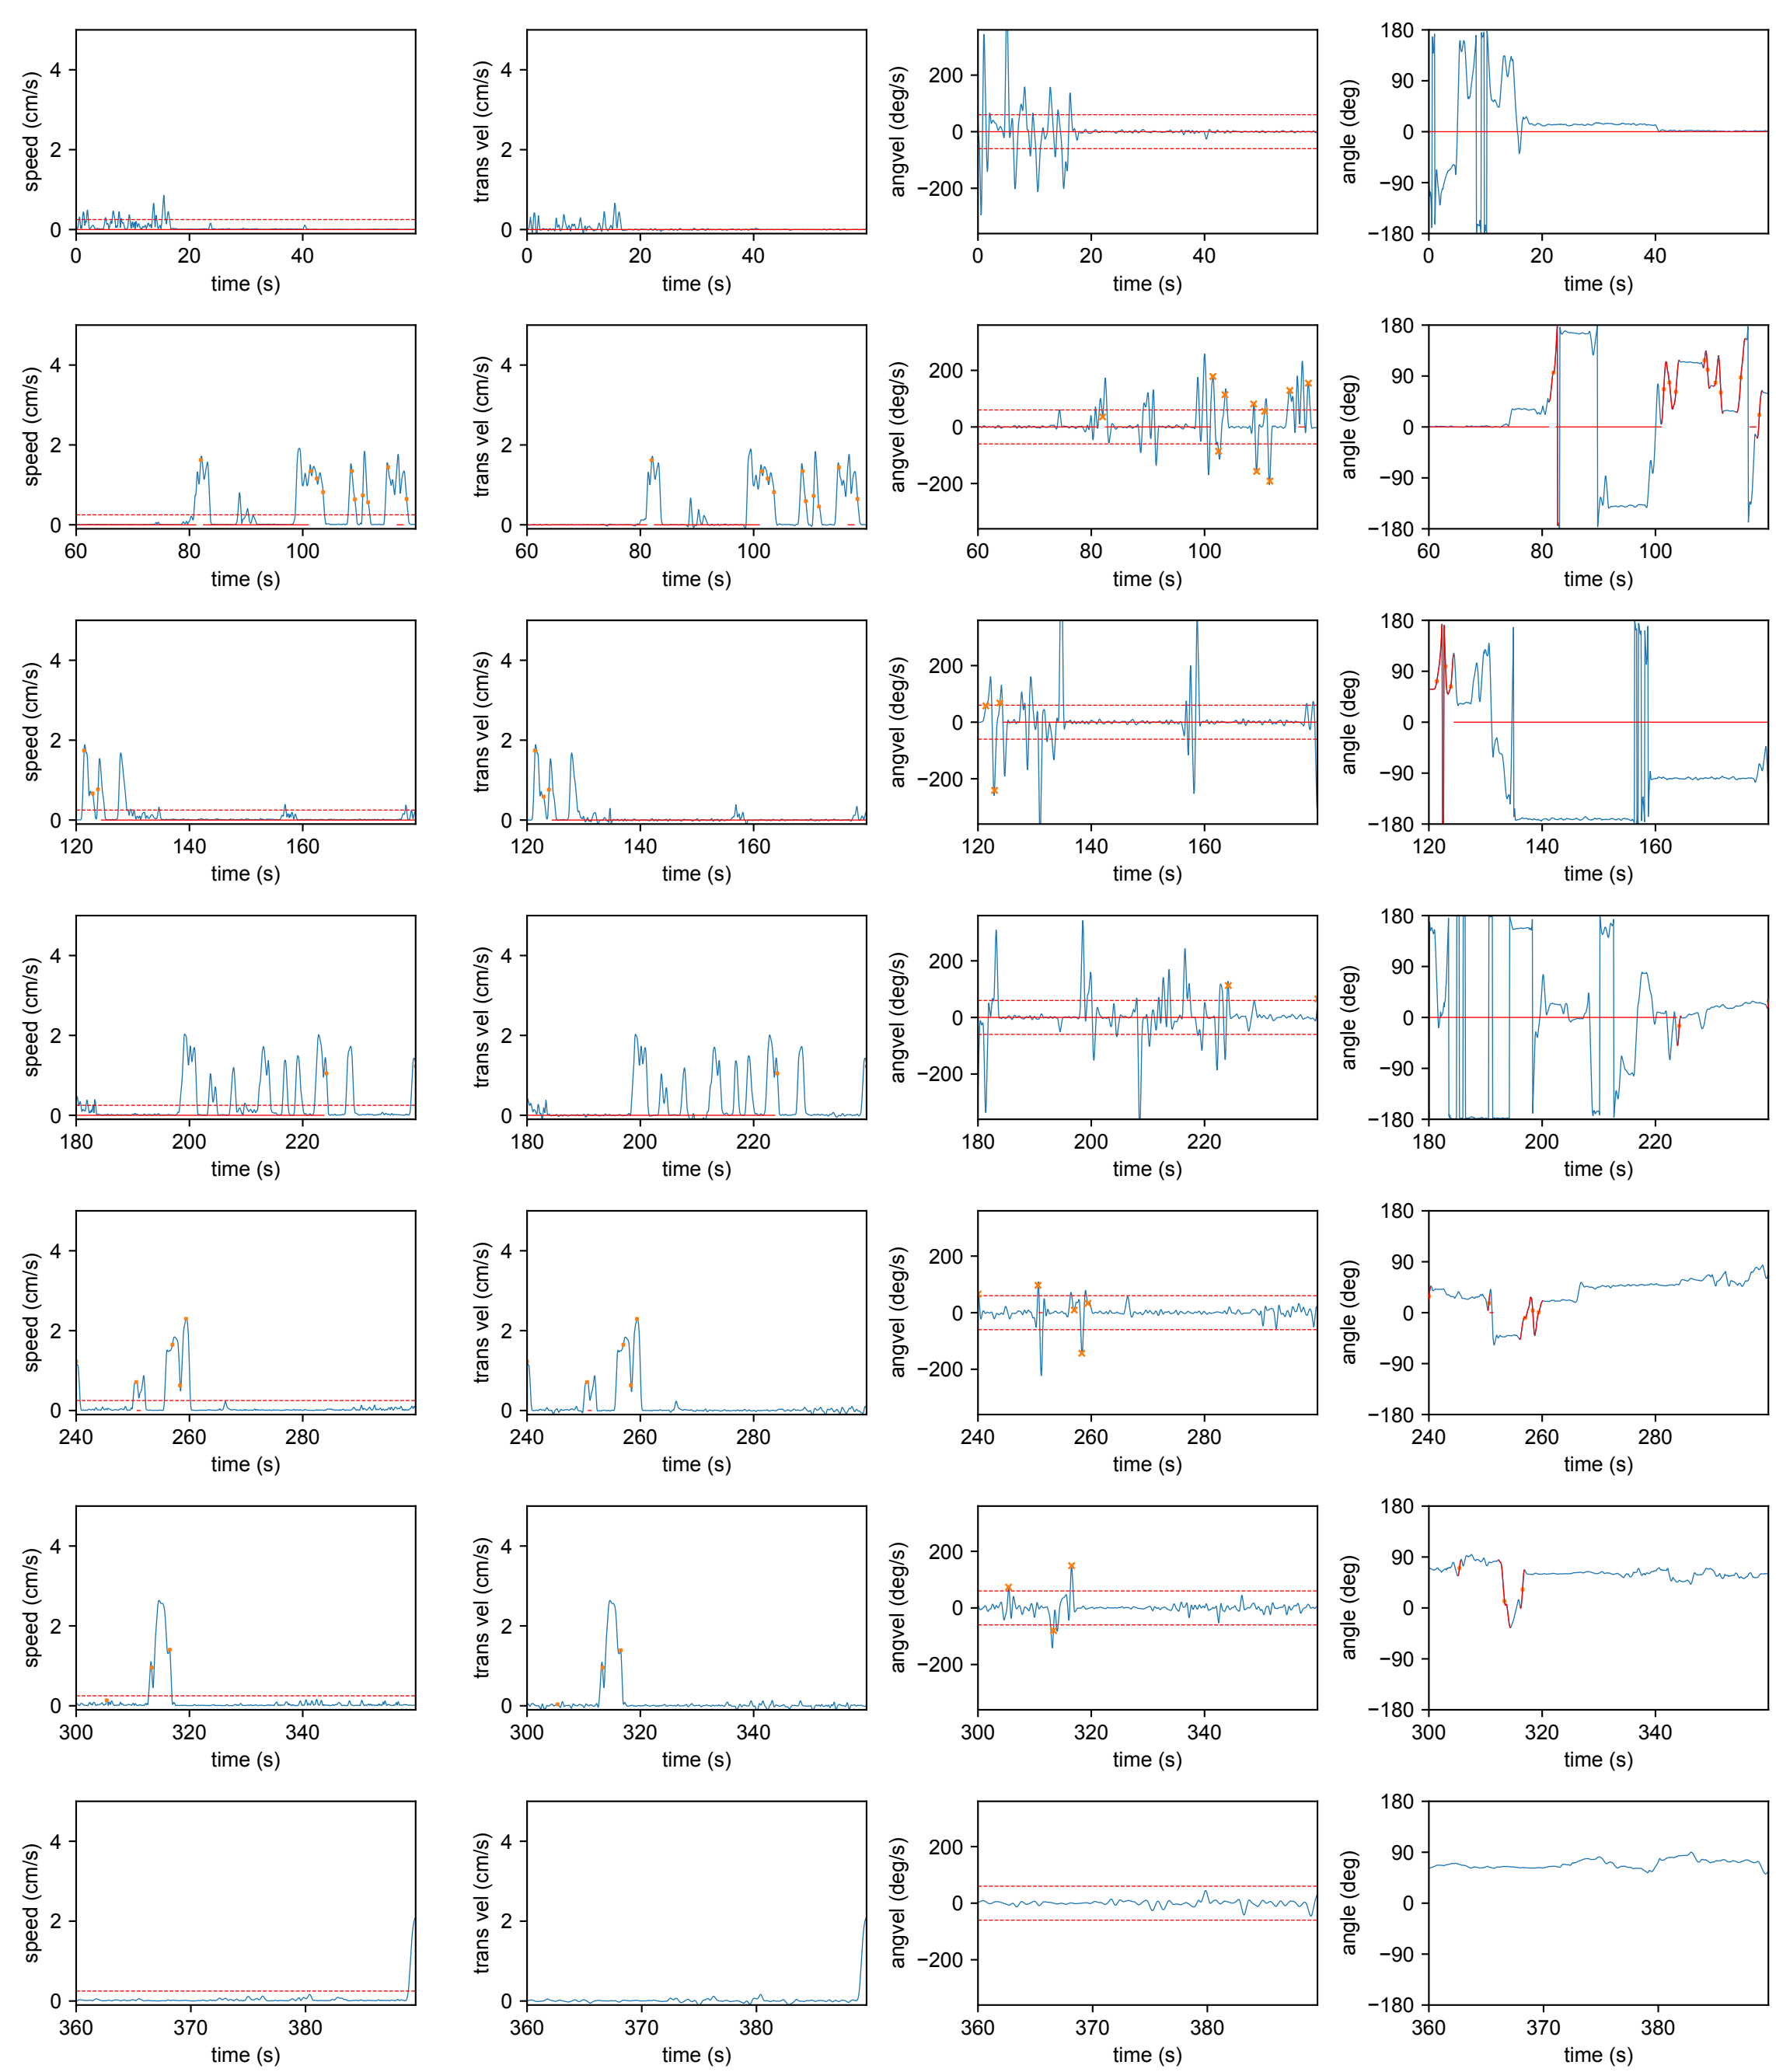 speed (cm/s)
4
2
0
0 20 40
time (s)
trans vel (cm/s)
4
2
0
0 20 40
time (s)
angvel (deg/s)
200
0
−200
0 20 40
time (s)
angle (deg)
180
90
0
−90
−180
0 20 40
time (s)
speed (cm/s)
4
2
0
60 80 100
time (s)
trans vel (cm/s)
4
2
0
60 80 100
time (s)
angvel (deg/s)
200
0
−200
60 80 100
time (s)
angle (deg)
180
90
0
−90
−180
60 80 100
time (s)
speed (cm/s)
4
2
0
120 140 160
time (s)
trans vel (cm/s)
4
2
0
120 140 160
time (s)
angvel (deg/s)
200
0
−200
120 140 160
time (s)
angle (deg)
180
90
0
−90
−180
120 140 160
time (s)
speed (cm/s)
4
2
0
180 200 220
time (s)
trans vel (cm/s)
4
2
0
180 200 220
time (s)
angvel (deg/s)
200
0
−200
180 200 220
time (s)
angle (deg)
180
90
0
−90
−180
180 200 220
time (s)
speed (cm/s)
4
2
0
240 260 280
time (s)
trans vel (cm/s)
4
2
0
240 260 280
time (s)
angvel (deg/s)
200
0
−200
240 260 280
time (s)
angle (deg)
180
90
0
−90
−180
240 260 280
time (s)
speed (cm/s)
4
2
0
300 320 340
time (s)
trans vel (cm/s)
4
2
0
300 320 340
time (s)
angvel (deg/s)
200
0
−200
300 320 340
time (s)
angle (deg)
180
90
0
−90
−180
300 320 340
time (s)
speed (cm/s)
4
2
0
360 370 380
time (s)
trans vel (cm/s)
4
2
0
360 370 380
time (s)
angvel (deg/s)
200
0
−200
360 370 380
time (s)
angle (deg)
180
90
0
−90
−180
360 370 380
time (s)